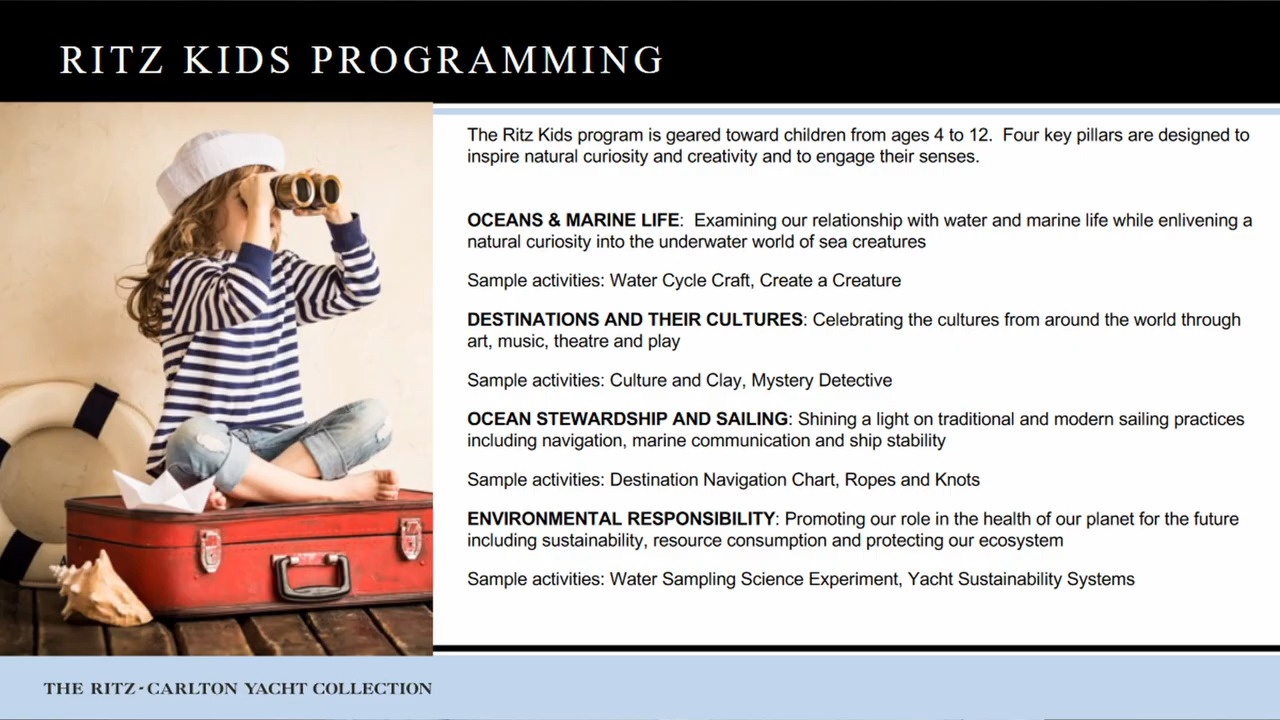 RITZ KIDS PROGRAMMING
The Ritz Kids program is geared toward children from ages 4 to 12.  Four key pillars are designed to
inspire natural curiosity and creativity and to engage their senses.
OCEANS & MARINE LIFE:  Examining our relationship with water and marine life while enlivening a
natural curiosity into the underwater world of sea creatures
Sample activities: Water Cycle Craft, Create a Creature
DESTINATIONS AND THEIR CULTURES: Celebrating the cultures from around the world through
art, music, theatre and play
Sample activities: Culture and Clay, Mystery Detective
OCEAN STEWARDSHIP AND SAILING: Shining a light on traditional and modern sailing practices
including navigation, marine communication and ship stability
Sample activities: Destination Navigation Chart, Ropes and Knots
ENVIRONMENTAL RESPONSIBILITY: Promoting our role in the health of our planet for the future
including sustainability, resource consumption and protecting our ecosystem
Sample activities: Water Sampling Science Experiment, Yacht Sustainability Systems
THE RITZ-CARLTON YACHT COLLECTION